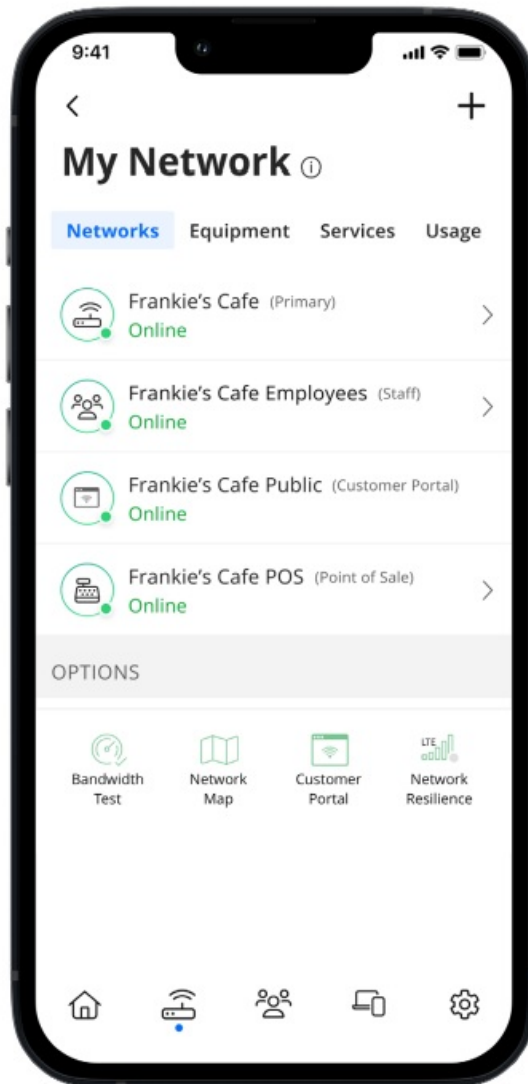 9:41
My Network
Networks Equipment Services Usage
Frankie's Cafe (Primary)
Online
Frankie's Cafe Employees (Staff)
Online
Frankie's Cafe Public (Customer Portal)
Online
Frankie's Cafe POS (Point of Sale)
Online
OPTIONS
LTE
Bandwidth Test
Network Map
Customer Portal
Network Resilience